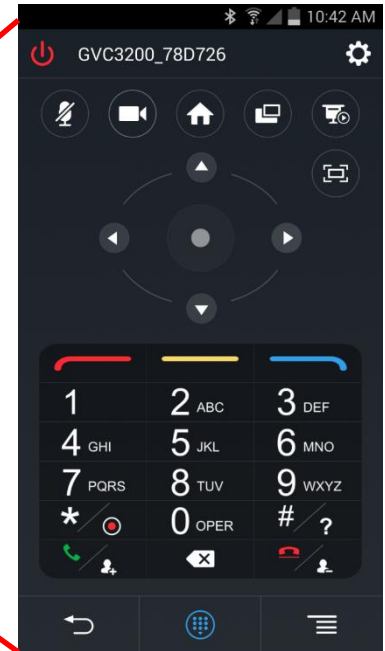 10:42 AM
GVC3200_78D726
1 2 ABC 3 DEF
4 GHI 5 JKL 6 MNO
7 PQRS 8 TUV 9 WXYZ
* 0 OPER # ?